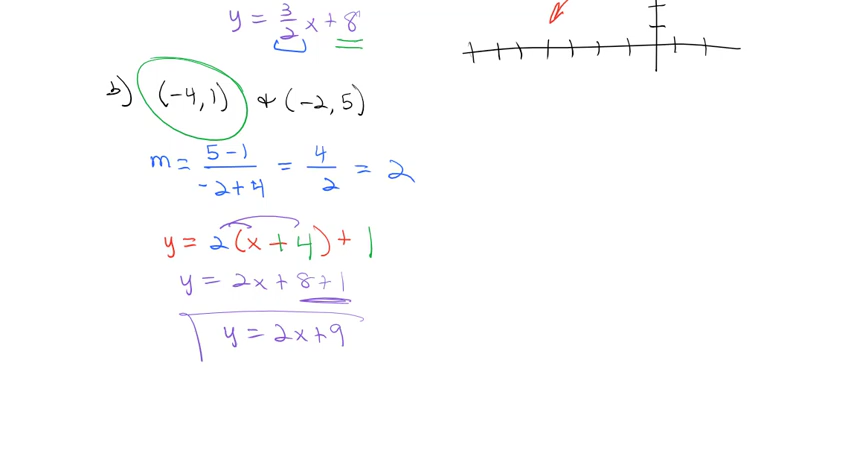 y = 3/2 x + 8
b) (-4, 1) & (-2, 5)
m = 5-1/-2+4 = 4/2 = 2
y = 2(x + 4) + 1
y = 2x + 8 + 1
y = 2x + 9